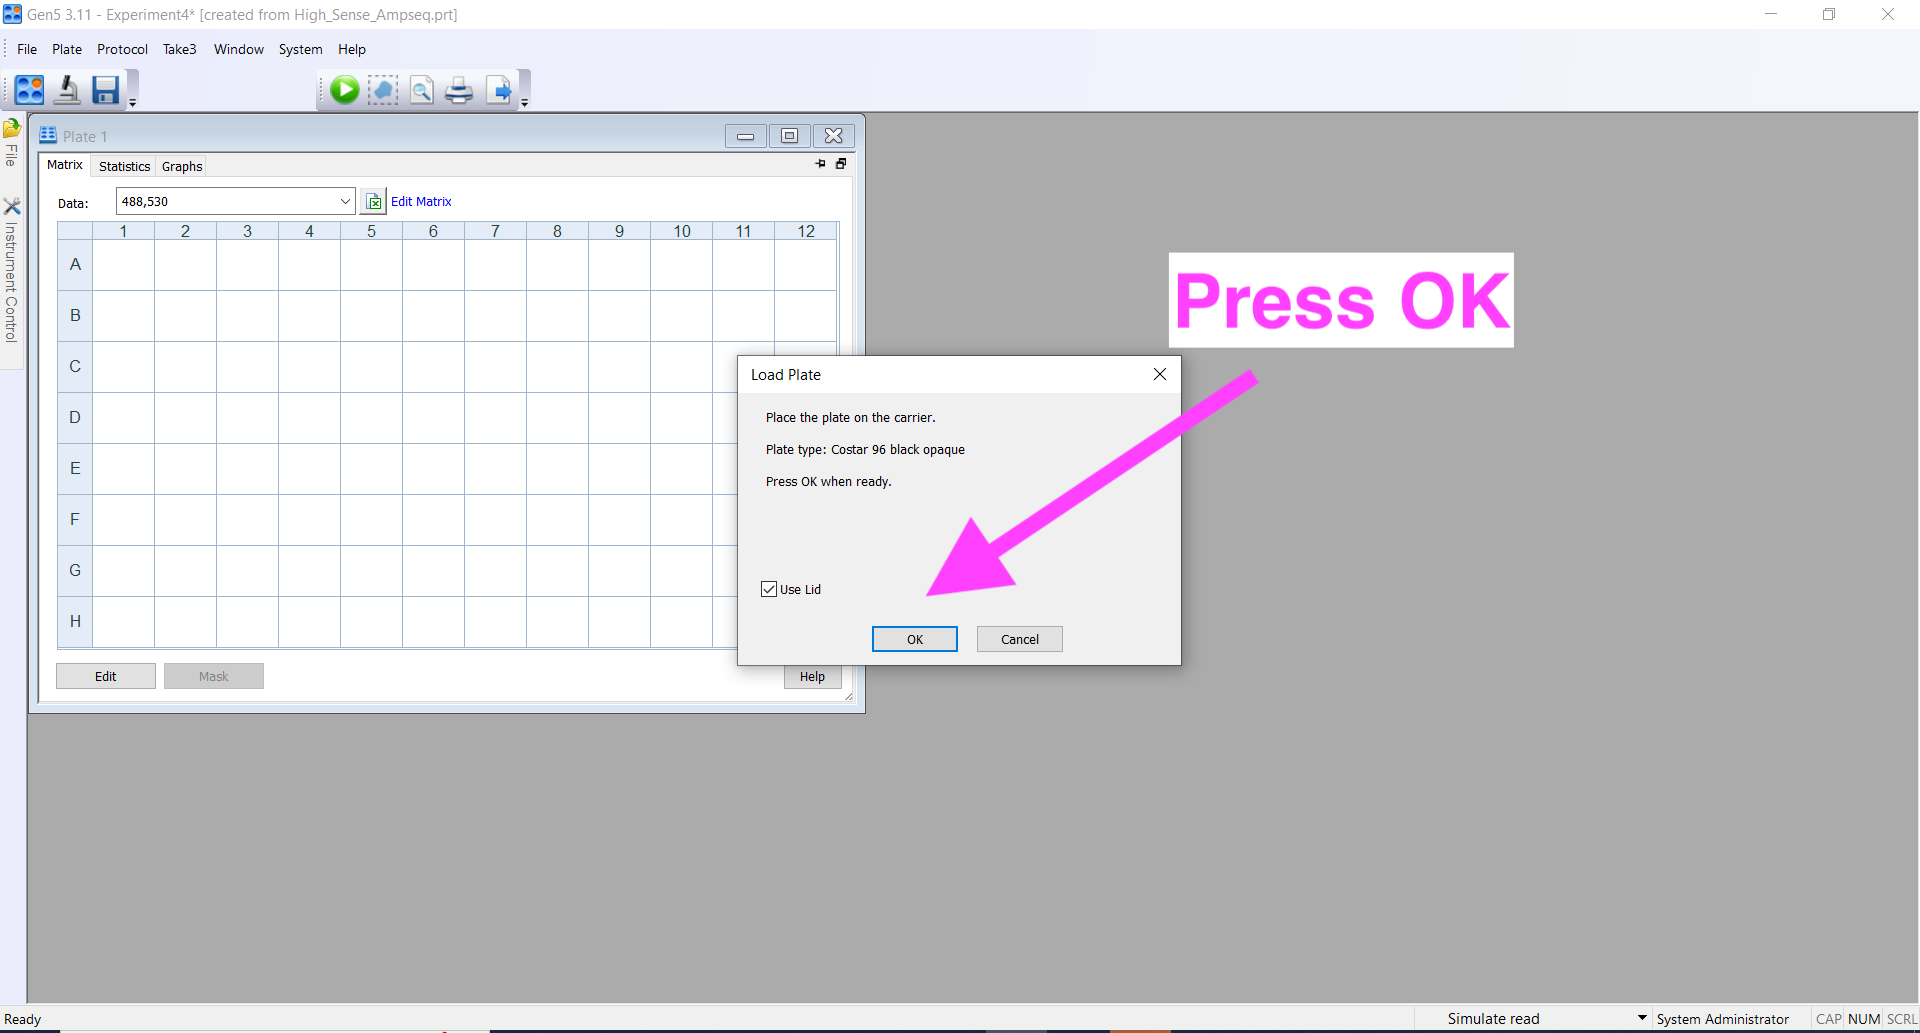 Gen5 3.11 - Experiment4* [created from High_Sense_Ampseq.prt]
File Plate Protocol Take3 Window System Help
File
Instrument Control
Plate 1
Matrix Statistics Graphs
Data: 488,530 Edit Matrix
1 2 3 4 5 6 7 8 9 10 11 12
A
B
C
D
E
F
G
H
Edit Mask Help
Press OK
Load Plate
Place the plate on the carrier.
Plate type: Costar 96 black opaque
Press OK when ready.
Use Lid
OK Cancel
Ready Simulate read System Administrator CAP NUM SCRL